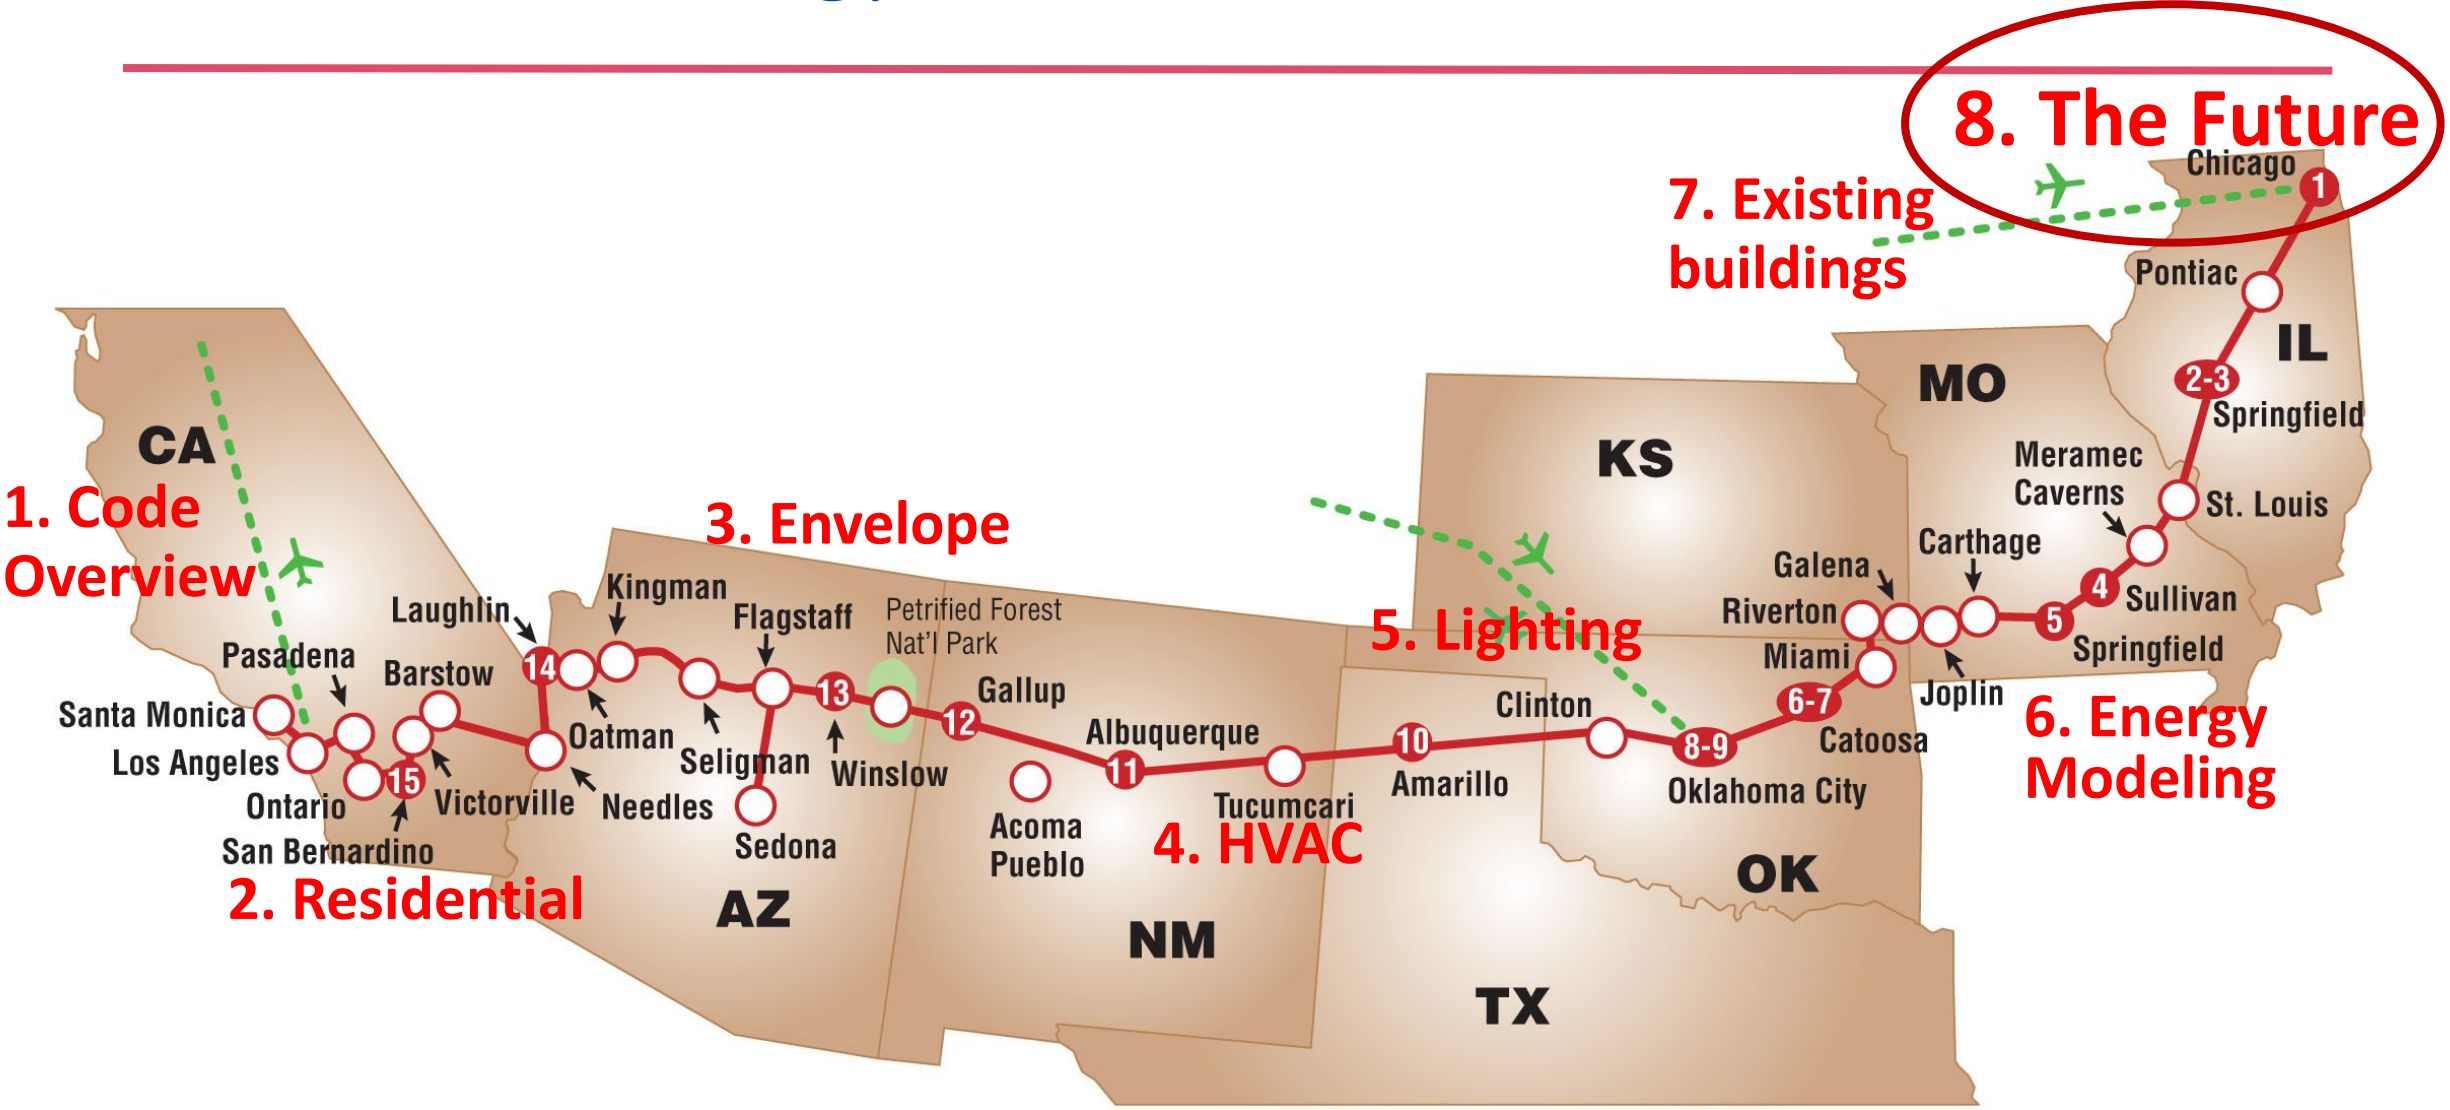 8. The Future
Chicago
1
7. Existing
buildings
Pontiac
IL
MO
2-3
Springfield
CA
KS
Meramec
Caverns
St. Louis
1. Code
Overview
3. Envelope
Carthage
Galena
Kingman
Laughlin
Flagstaff
Petrified Forest
Nat'l Park
5. Lighting
Riverton
4
Sullivan
5
Springfield
Miami
Joplin
Pasadena
Barstow
14
13
Gallup
12
Clinton
6-7
Catoosa
6. Energy
Modeling
Santa Monica
Los Angeles
Oatman
Seligman
Winslow
Albuquerque
11
10
Amarillo
8-9
Oklahoma City
15
Ontario
Victorville
Needles
San Bernardino
Sedona
Acoma
Pueblo
Tucumcari
4. HVAC
2. Residential
AZ
NM
OK
TX